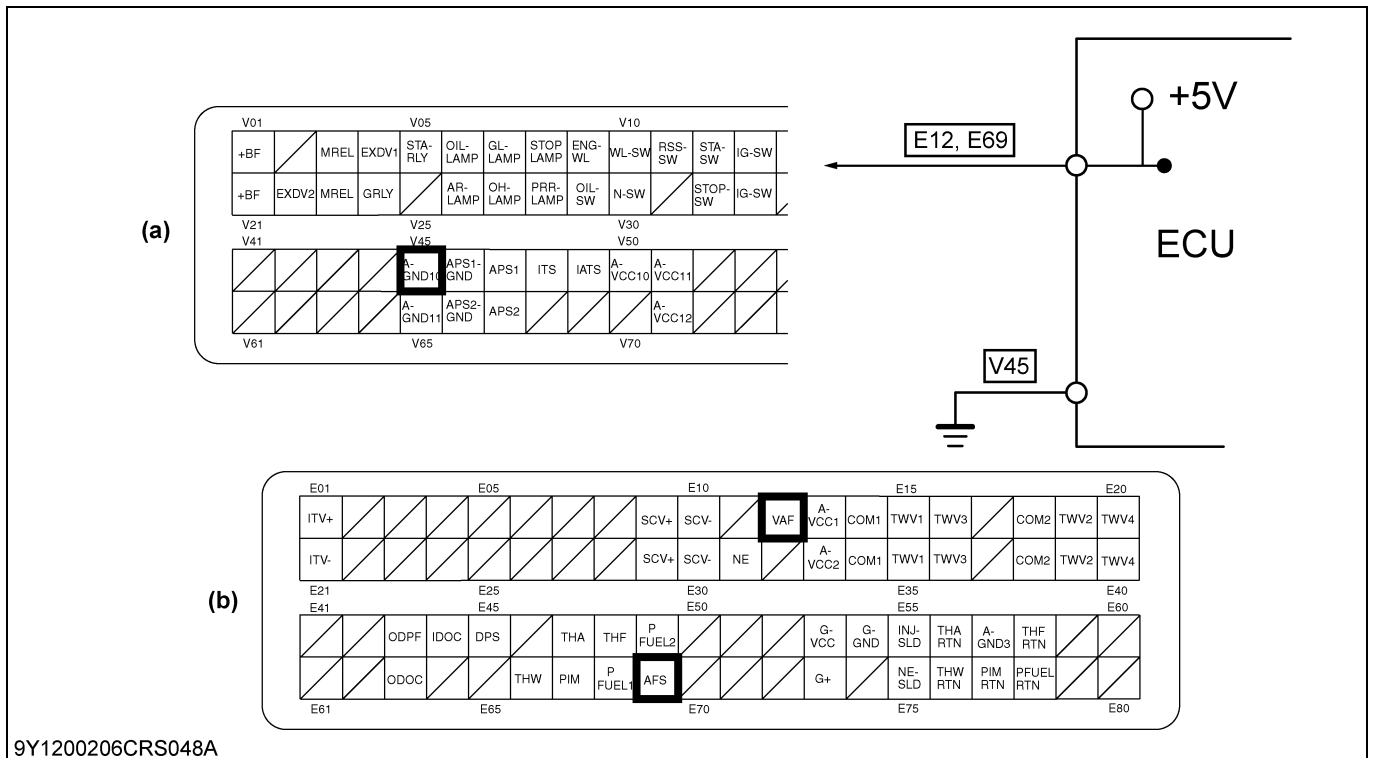 V01 V05 V10
+BF MREL EXDV1 STA-RLY OIL-LAMP GL-LAMP STOP LAMP ENG-WL WL-SW RSS-SW STA-SW IG-SW
+BF EXDV2 MREL GRLY AR-LAMP OH-LAMP PRR-LAMP OIL-SW N-SW STOP-SW IG-SW
V21 V25 V30
(a)
V41 V45 V50
A-GND10 APS1-GND APS1 ITS IATS A-VCC10 A-VCC11
A-GND11 APS2-GND APS2 A-VCC12
V61 V65 V70
+5V
E12, E69
ECU
V45
E01 E05 E10 E15 E20
ITV+ SCV+ SCV- VAF A-VCC1 COM1 TWV1 TWV3 COM2 TWV2 TWV4
ITV- SCV+ SCV- NE A-VCC2 COM1 TWV1 TWV3 COM2 TWV2 TWV4
E21 E25 E30 E35 E40
(b)
E41 E45 E50 E55 E60
ODPF IDOC DPS THA THF P FUEL2 G-VCC G-GND INJ-SLD THA RTN A-GND3 THF RTN
ODOC THW PIM P FUEL1 AFS G+ NE-SLD THW RTN PIM RTN PFUEL RTN
E61 E65 E70 E75 E80
9Y1200206CRS048A